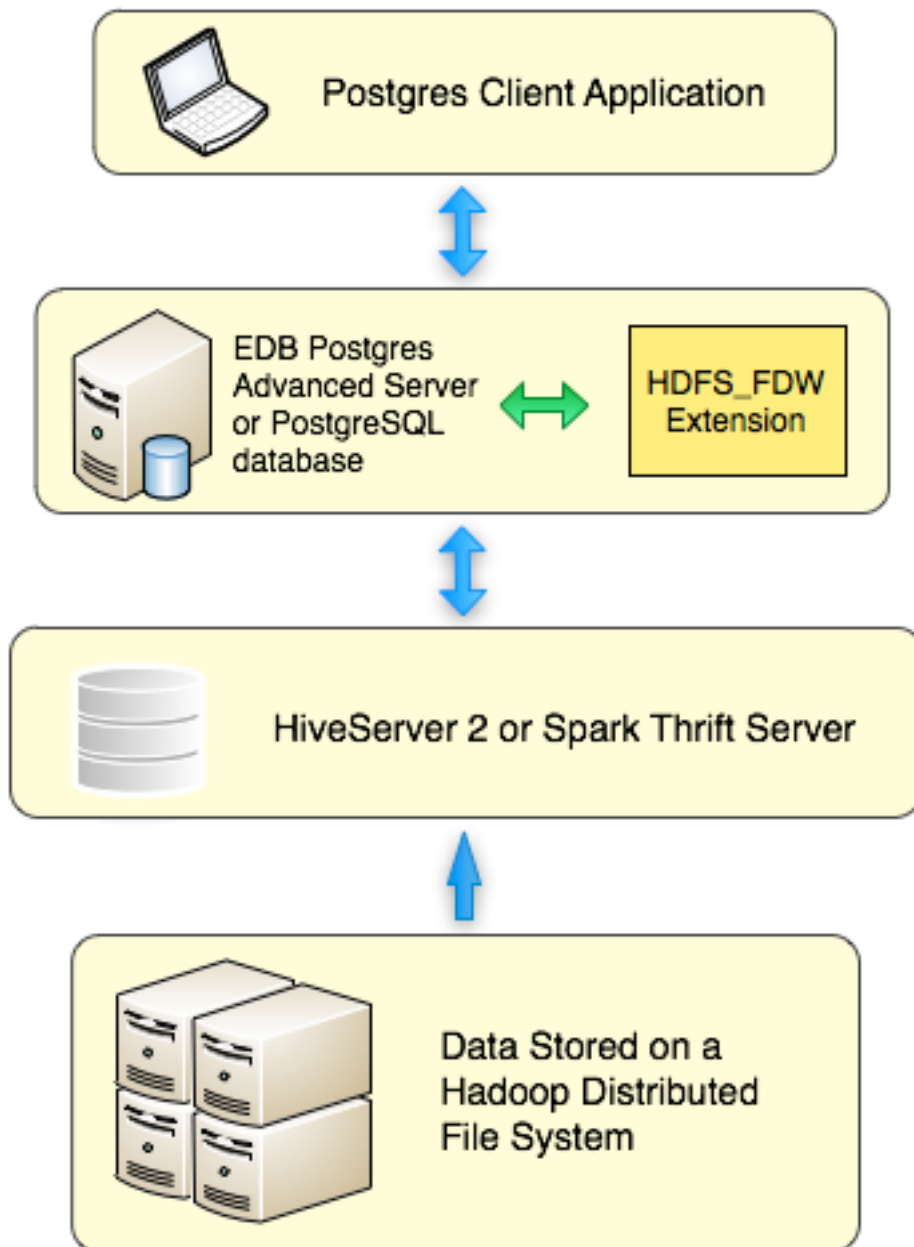 Postgres Client Application
EDB Postgres
Advanced Server
or PostgreSQL
database
HDFS_FDW
Extension
HiveServer 2 or Spark Thrift Server
Data Stored on a
Hadoop Distributed
File System